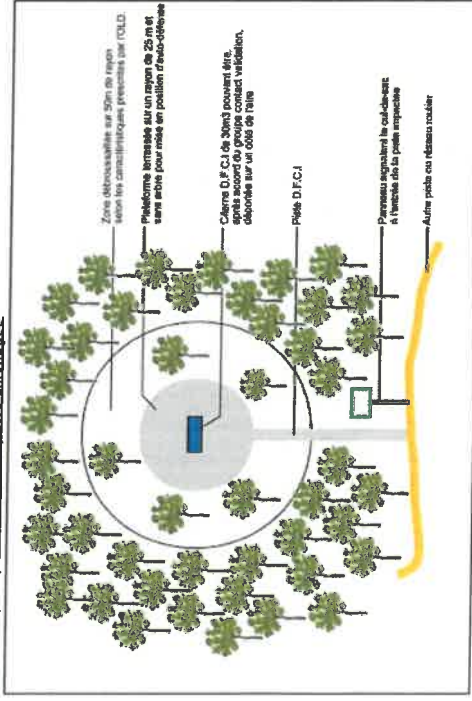 Zone débroussaillée sur 50m de rayon
selon les caractéristiques prescrites par l'OLD.
Plateforme terrassée sur un rayon de 25 m et
sans arbre pour mise en position d'auto-défense
Citerne D.F.C.I de 30m3 pouvant être,
après accord du groupe contact validation,
déportée sur un côté de l'aire
Piste D.F.C.I
Panneau signalant le cul-de-sac
à l'entrée de la piste impactée
Autre piste ou réseau routier